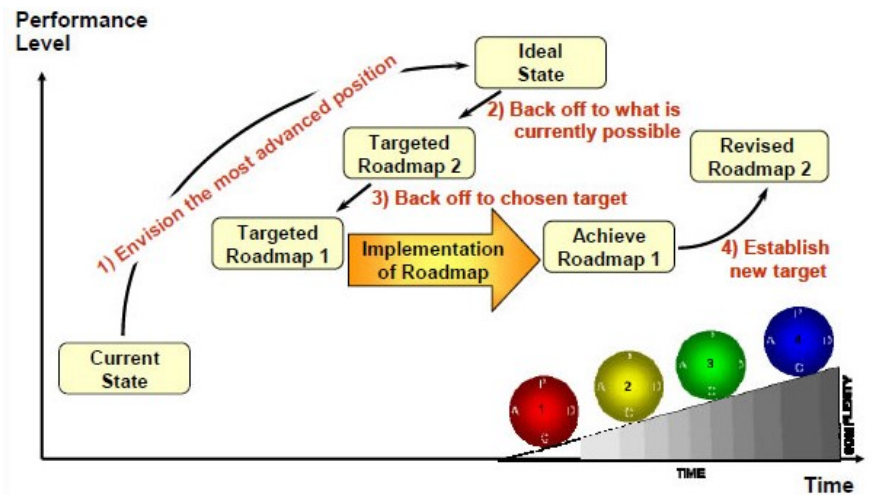 Performance
Level
Ideal
State
1) Envision the most advanced position
2) Back off to what is
currently possible
Targeted
Roadmap 2
Revised
Roadmap 2
3) Back off to chosen target
Targeted
Roadmap 1
Implementation
of Roadmap
Achieve
Roadmap 1
4) Establish
new target
Current
State
P
A 1 D
C
A 2 D
C
P
A 3 D
P
A 4 D
C
COMPLEXITY
TIME
Time